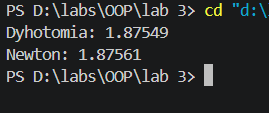 PS D:\labs\OOP\lab 3> cd "d:\
Dyhotomia: 1.87549
Newton: 1.87561
PS D:\labs\OOP\lab 3>